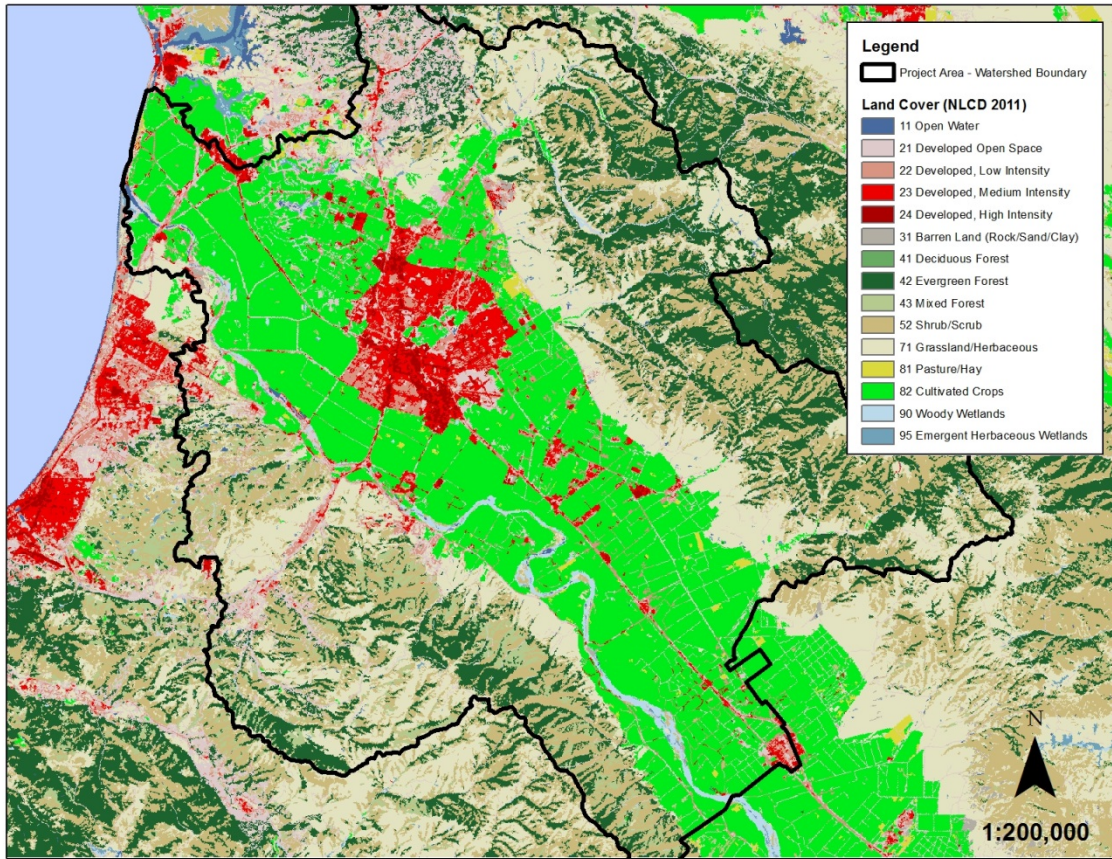 Legend
Project Area - Watershed Boundary
Land Cover (NLCD 2011)
11 Open Water
21 Developed Open Space
22 Developed, Low Intensity
23 Developed, Medium Intensity
24 Developed, High Intensity
31 Barren Land (Rock/Sand/Clay)
41 Deciduous Forest
42 Evergreen Forest
43 Mixed Forest
52 Shrub/Scrub
71 Grassland/Herbaceous
81 Pasture/Hay
82 Cultivated Crops
90 Woody Wetlands
95 Emergent Herbaceous Wetlands
N
1:200,000